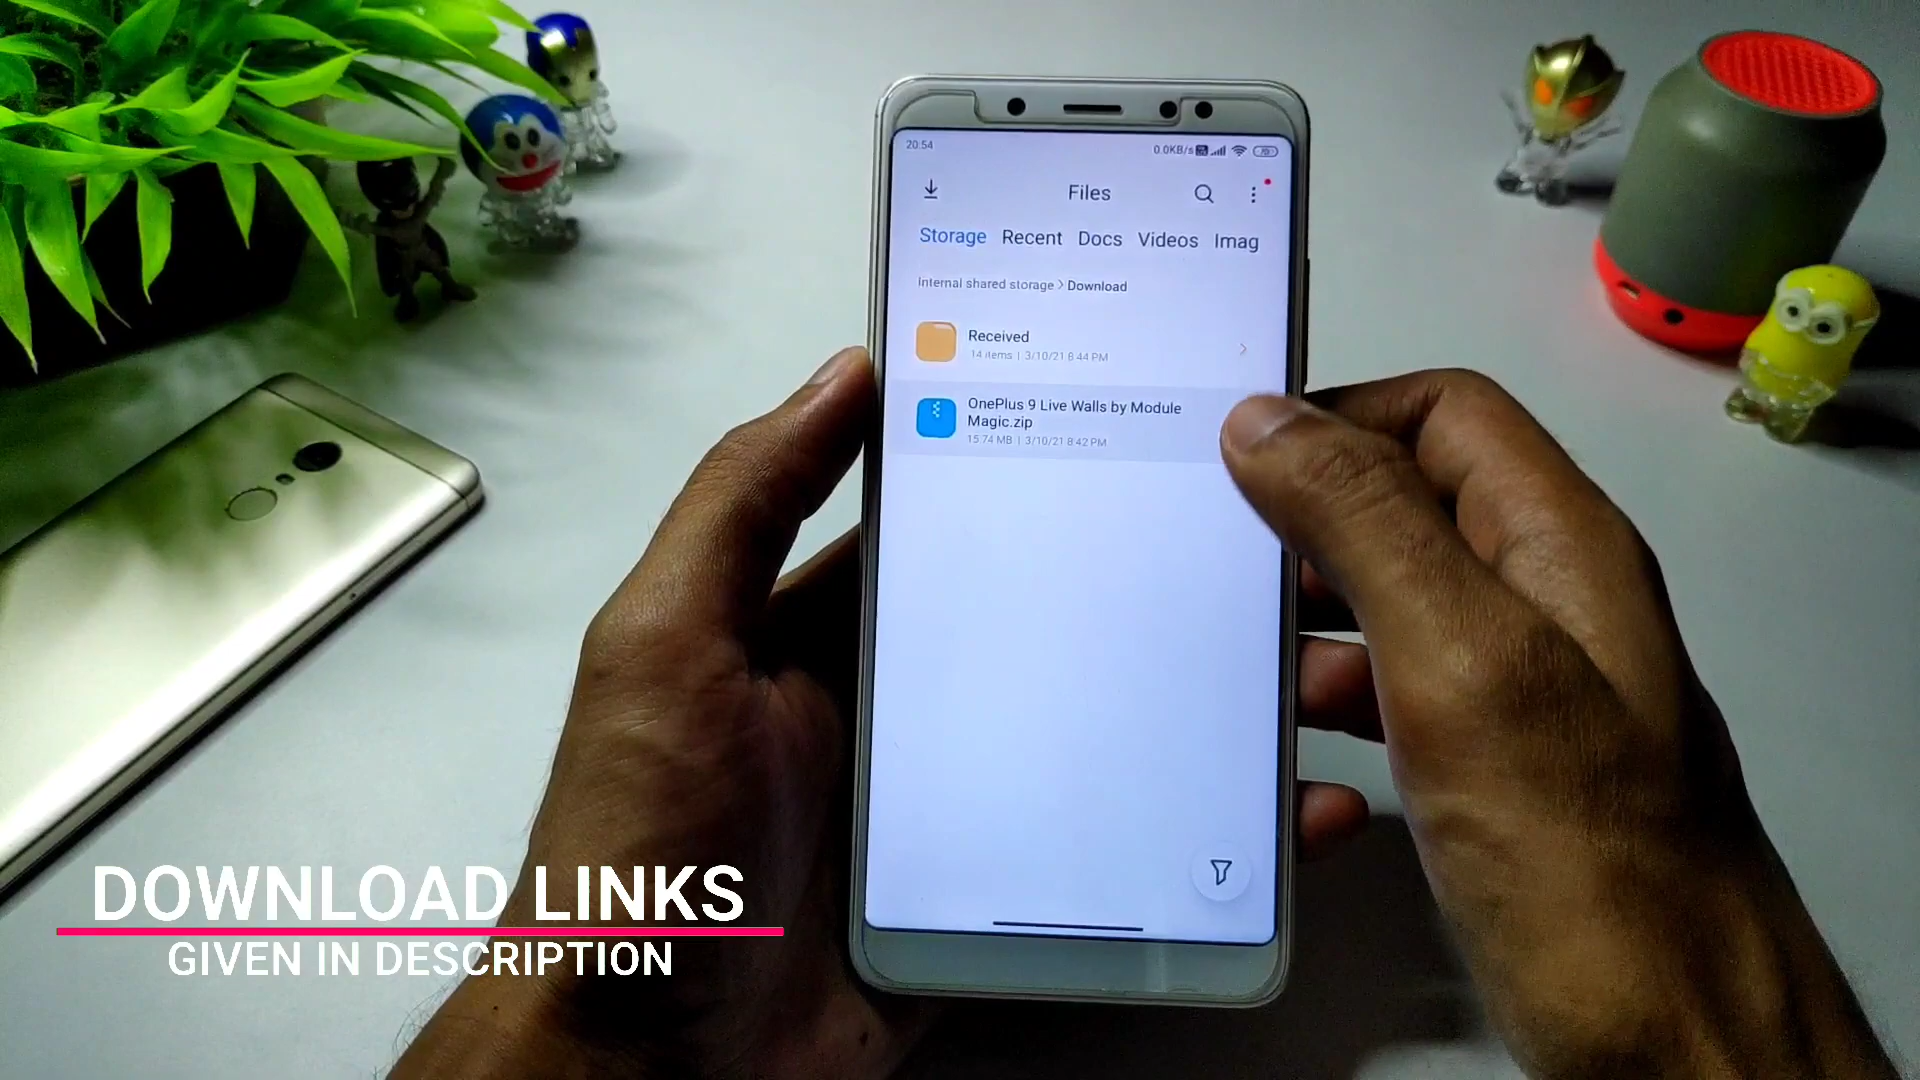 20:54
0.0KB/s
70
Files
Storage Recent Docs Videos Imag
Internal shared storage > Download
Received
14 items | 3/10/21 8:44 PM
OnePlus 9 Live Walls by Module
Magic.zip
15.74 MB | 3/10/21 8:42 PM
DOWNLOAD LINKS
GIVEN IN DESCRIPTION